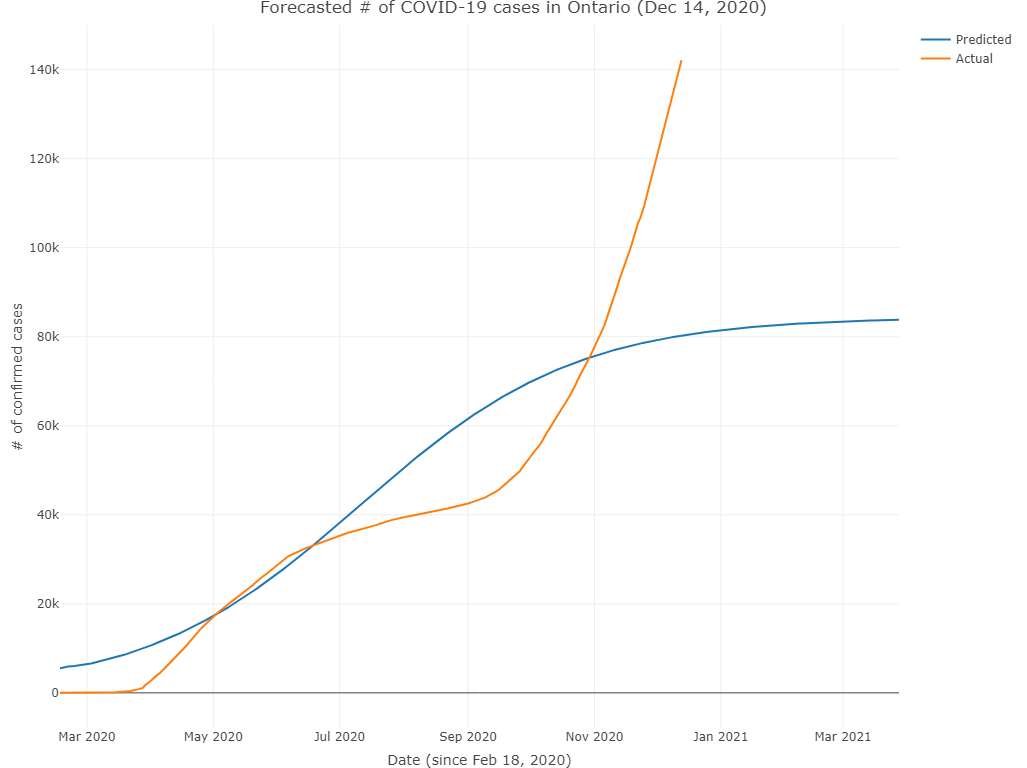 Forecasted # of COVID-19 cases in Ontario (Dec 14, 2020)
Predicted
Actual
140k
120k
100k
80k
60k
40k
20k
0
# of confirmed cases
Mar 2020
May 2020
Jul 2020
Sep 2020
Nov 2020
Jan 2021
Mar 2021
Date (since Feb 18, 2020)